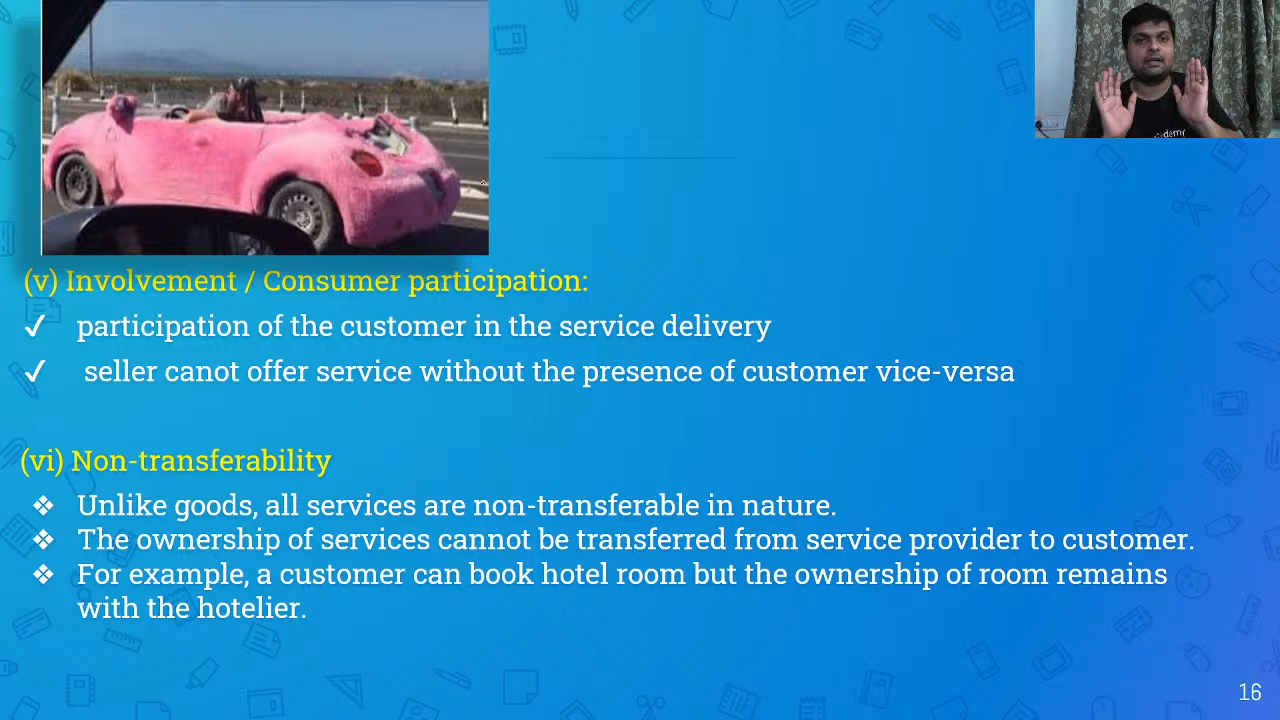 demy
(v) Involvement / Consumer participation:
✓ participation of the customer in the service delivery
✓ seller canot offer service without the presence of customer vice-versa
(vi) Non-transferability
❖ Unlike goods, all services are non-transferable in nature.
❖ The ownership of services cannot be transferred from service provider to customer.
❖ For example, a customer can book hotel room but the ownership of room remains
with the hotelier.
16